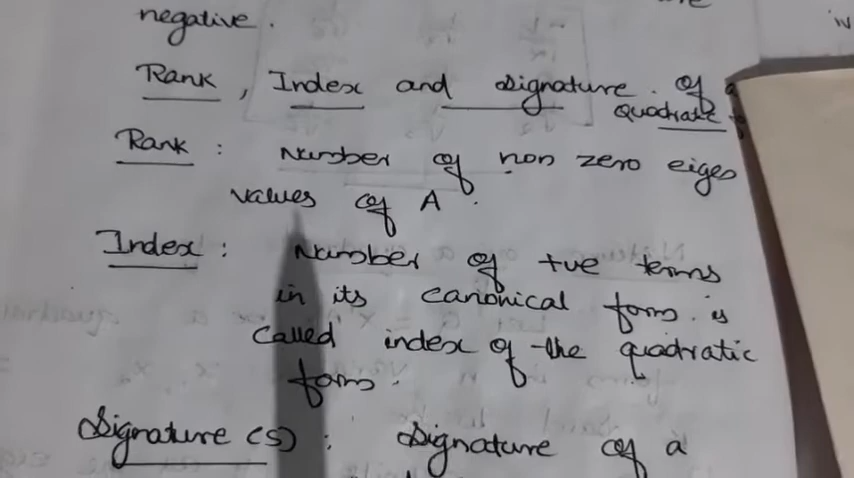 negative.
Rank, Index and Signature. Of a
quadratic
Rank : Number of non zero eigen
values of A.
Index : Number of +ve terms
in its canonical form. is
called index of the quadratic
form.
Signature (s) : Signature of a